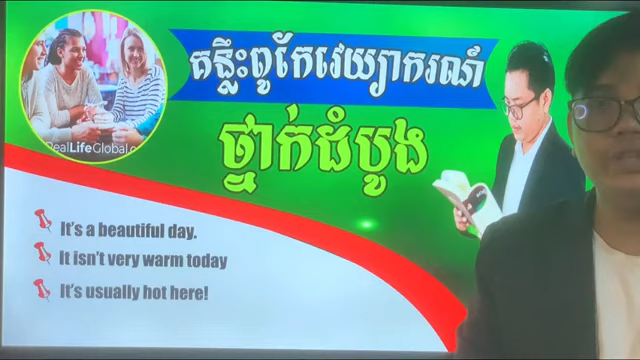 គន្លឹះពូកែវេយ្យាករណ៍
ថ្នាក់ដំបូង
RealLifeGlobal.c
It's a beautiful day.
It isn't very warm today
It's usually hot here!